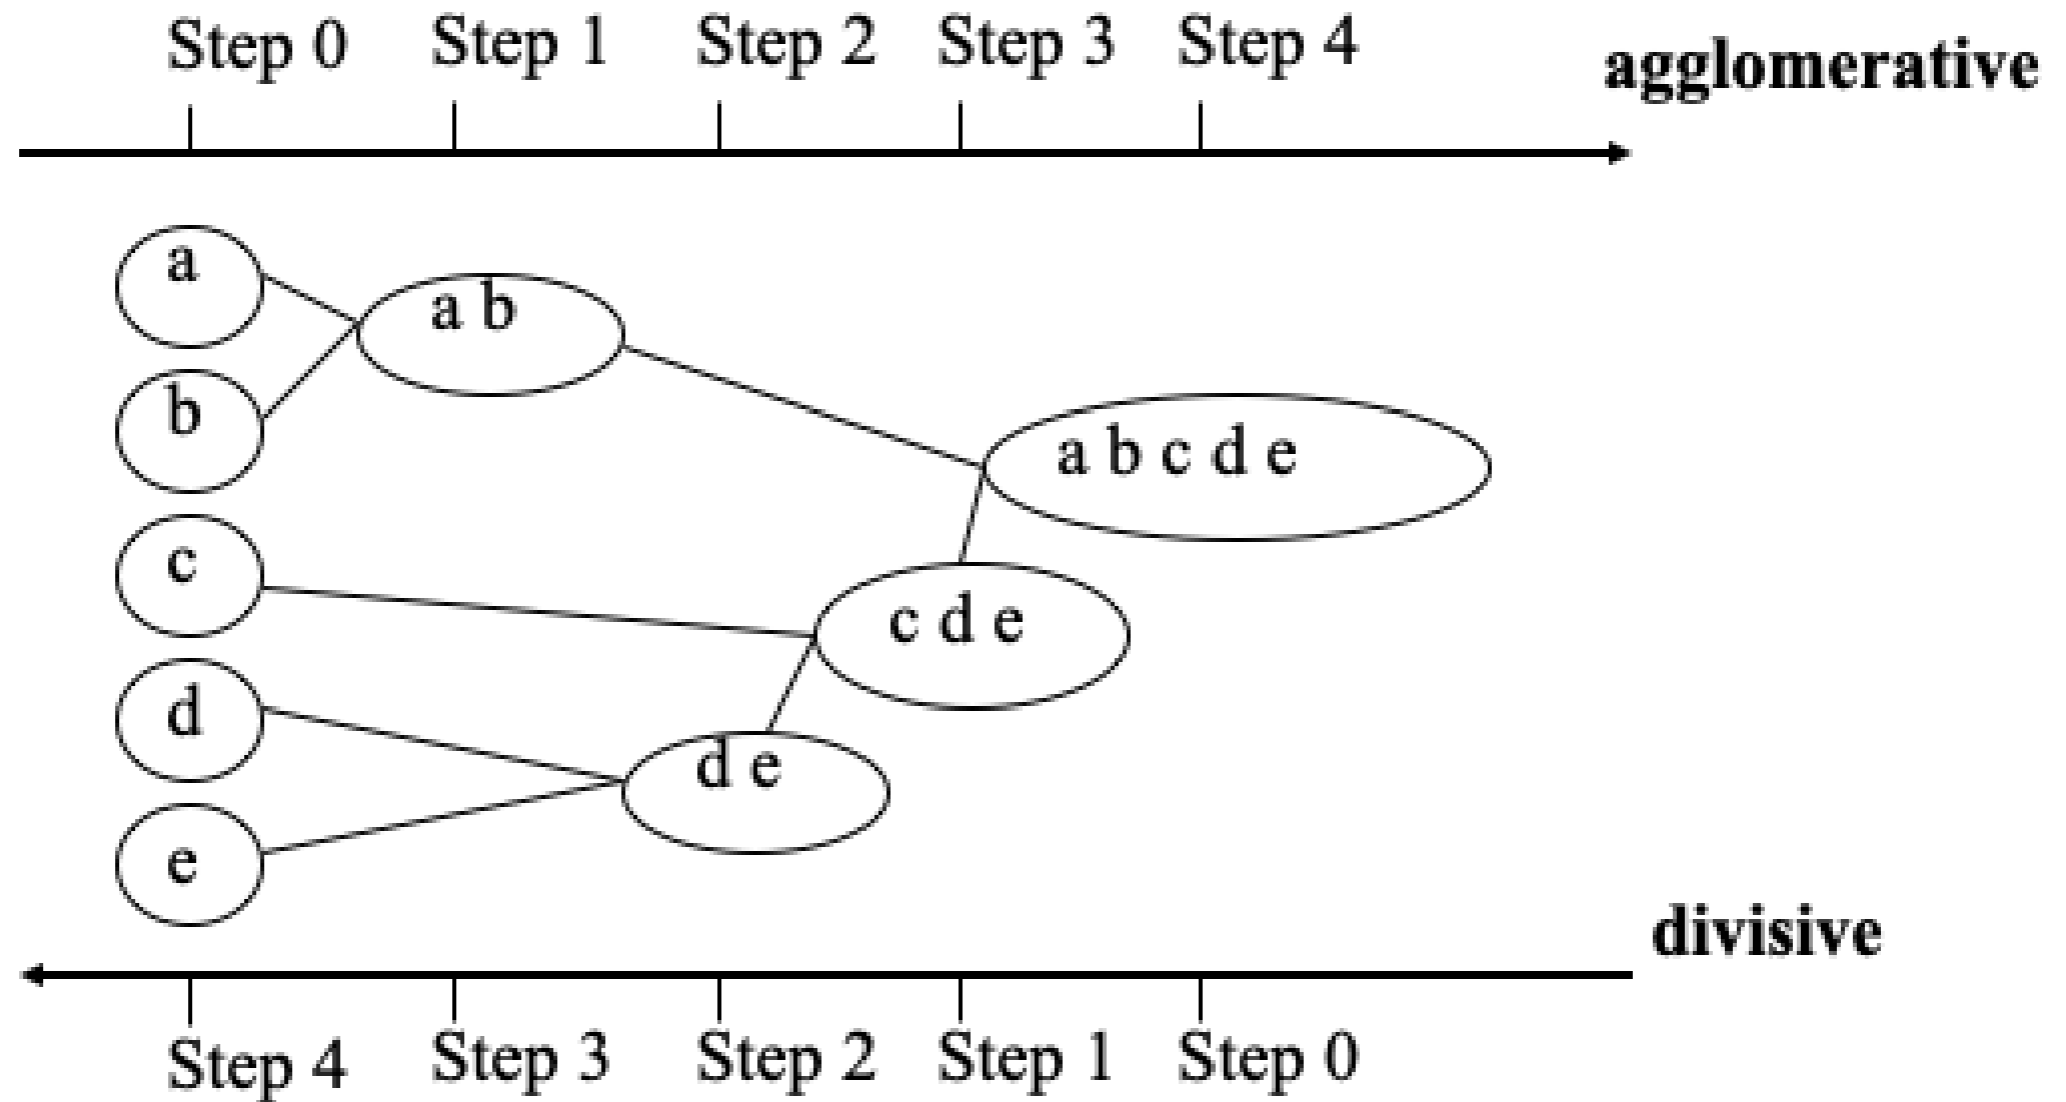 Step 0 Step 1 Step 2 Step 3 Step 4
agglomerative
a
a b
b
a b c d e
c
c d e
d
d e
e
divisive
Step 4 Step 3 Step 2 Step 1 Step 0